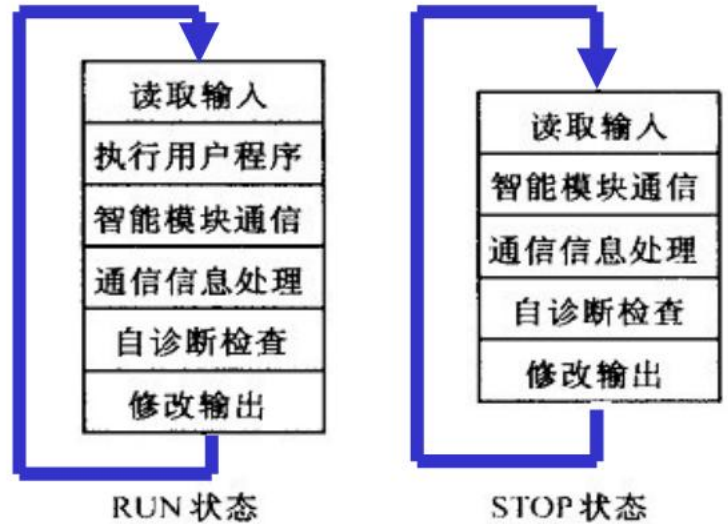 读取输入
执行用户程序
智能模块通信
通信信息处理
自诊断检查
修改输出
RUN 状态
读取输入
智能模块通信
通信信息处理
自诊断检查
修改输出
STOP 状态